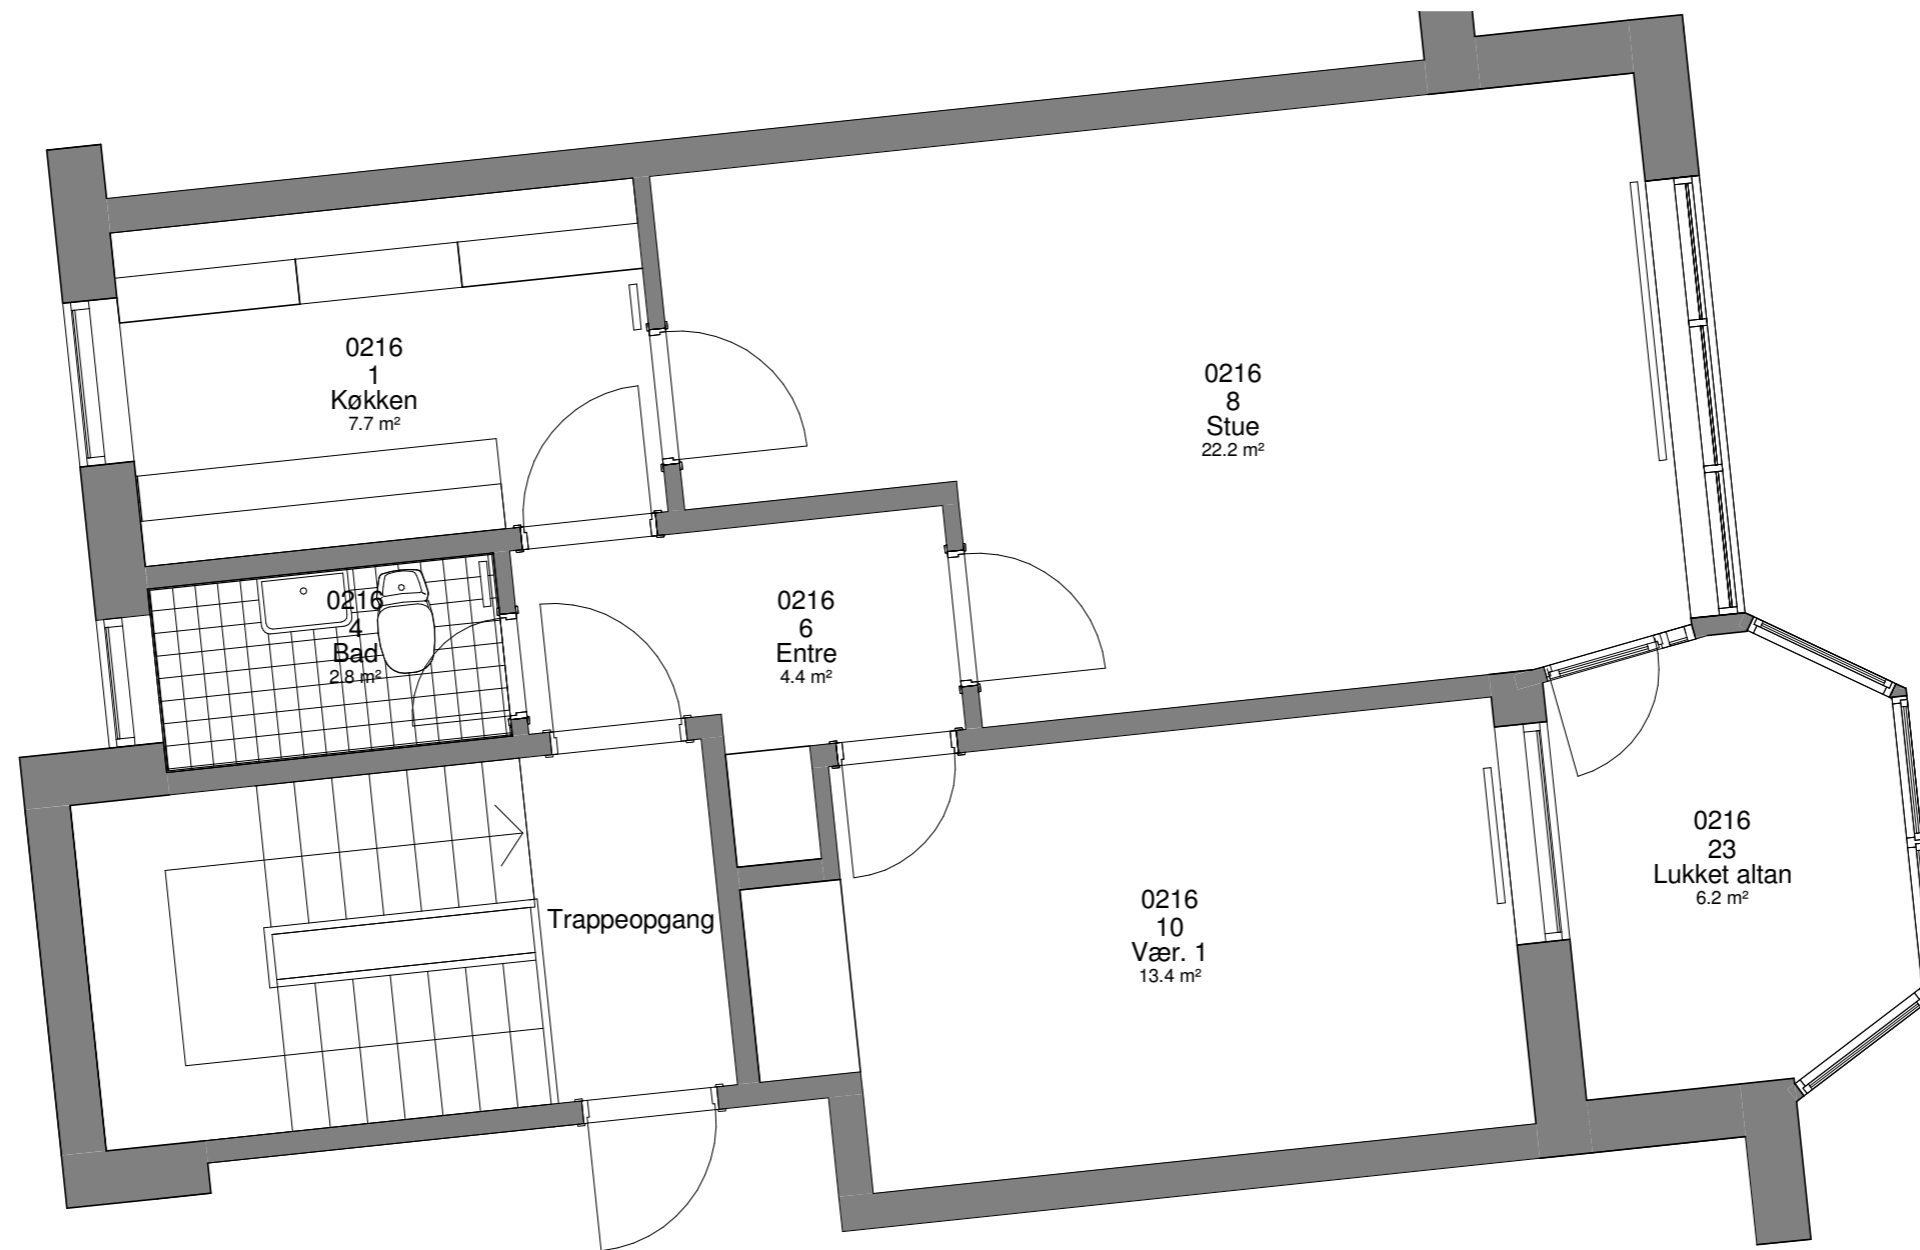 0216
1
Køkken
7.7 m²
0216
8
Stue
22.2 m²
0216
4
Bad
2.8 m²
0216
6
Entre
4.4 m²
0216
23
Lukket altan
6.2 m²
0216
10
Vær. 1
13.4 m²
Trappeopgang